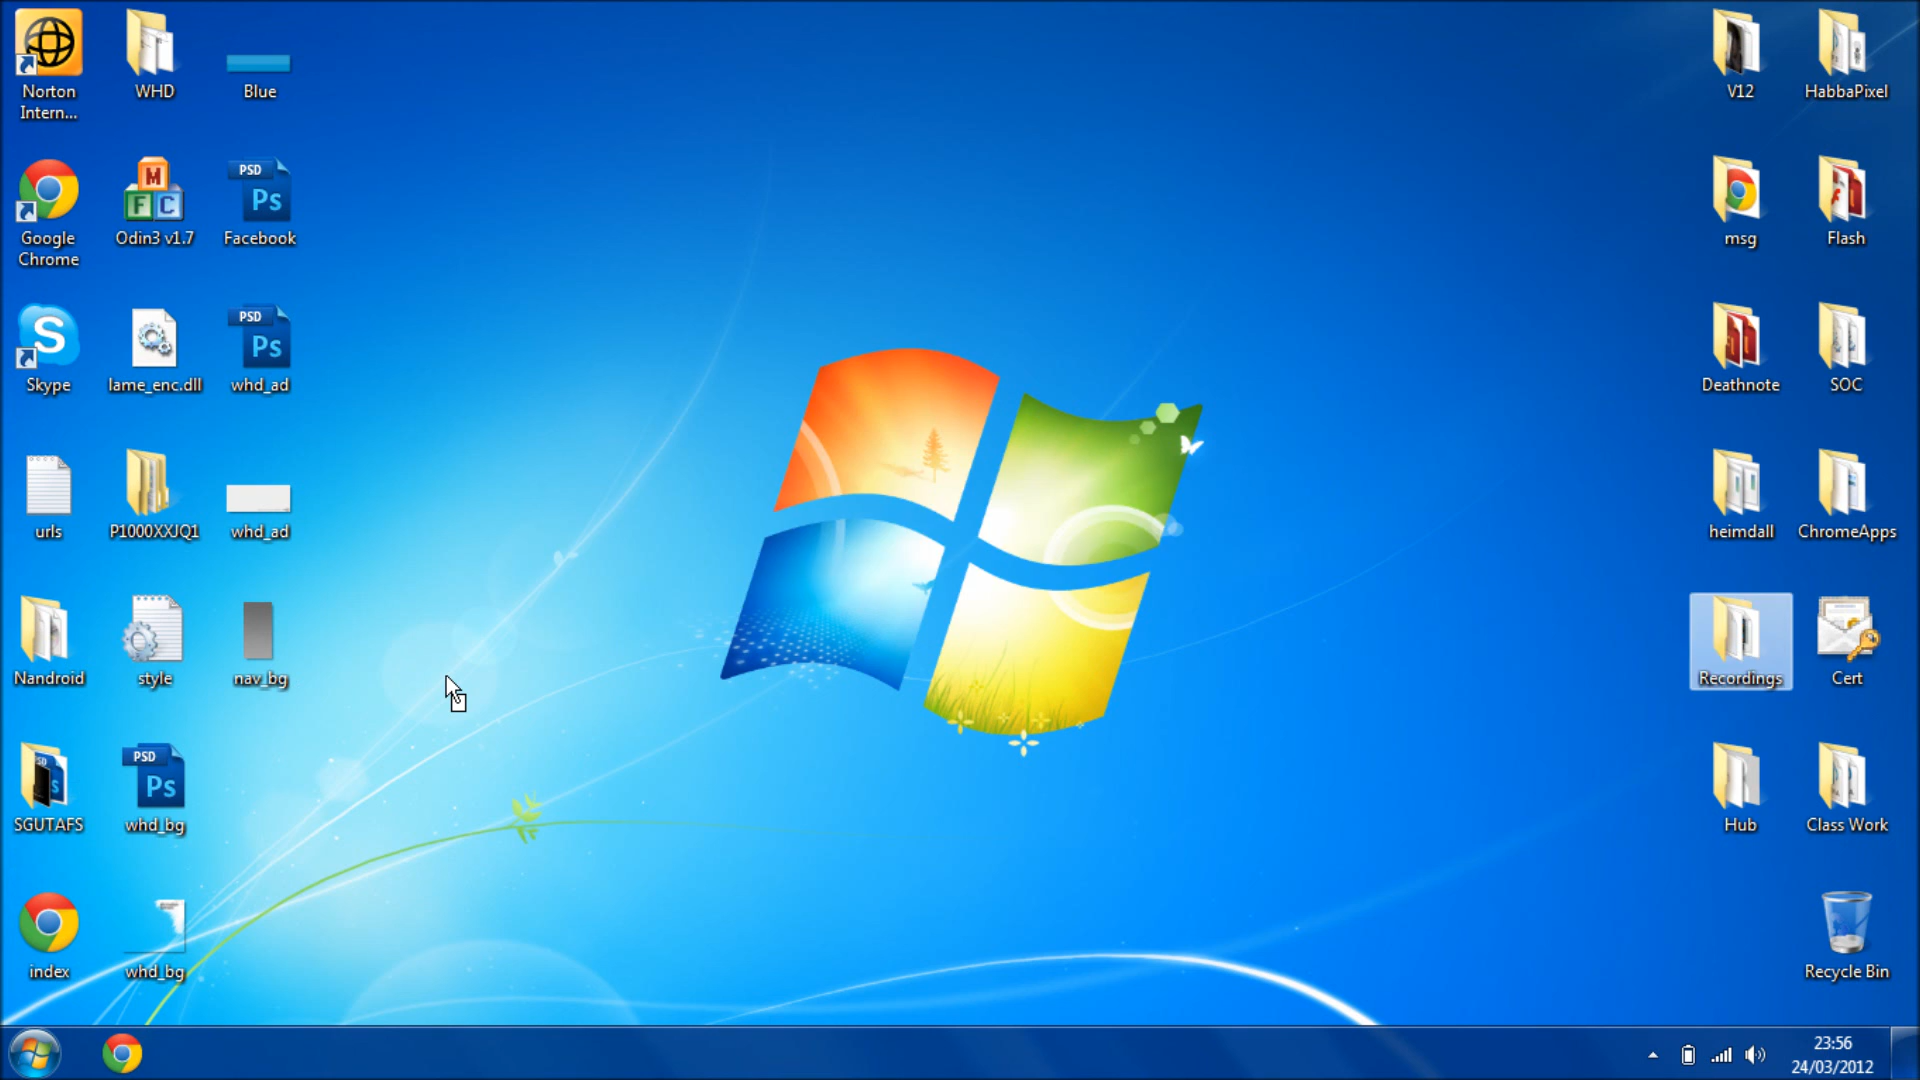 Norton
Intern...
WHD
Blue
V12
HabbaPixel
Google
Chrome
M
F C
Odin3 v1.7
PSD
Ps
Facebook
msg
Flash
S
Skype
lame_enc.dll
PSD
Ps
whd_ad
Deathnote
SOC
urls
P1000XXJQ1
whd_ad
heimdall
ChromeApps
Nandroid
style
nav_bg
Recordings
Cert
SGUTAFS
PSD
Ps
whd_bg
Hub
Class Work
index
whd_bg
Recycle Bin
23:56
24/03/2012